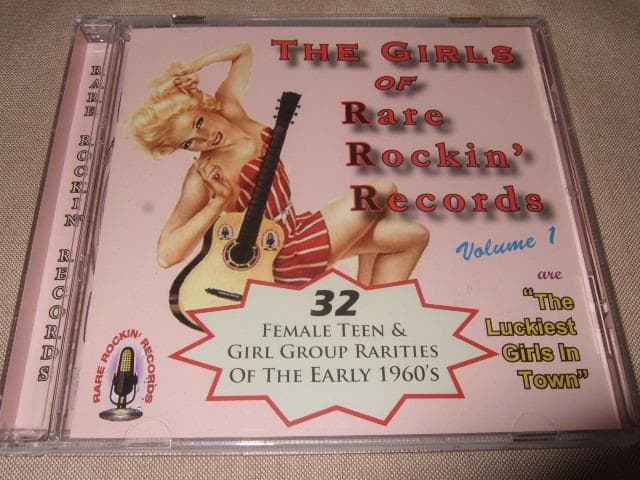 RARE ROCKIN' RECORDS
THE GIRLS
OF
Rare
Rockin'
Records
Volume 1
are
"The
Luckiest
Girls In
Town"
32
FEMALE TEEN &
GIRL GROUP RARITIES
OF THE EARLY 1960'S
RARE ROCKIN' RECORDS